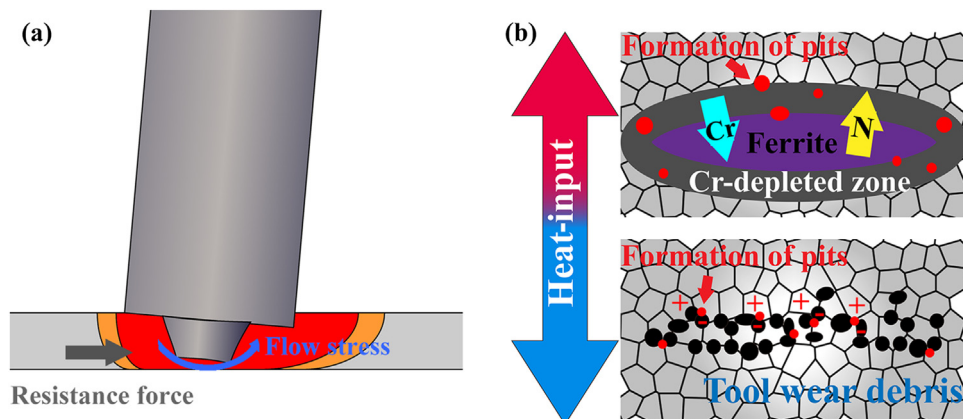 (a)
Flow stress
Resistance force
(b)
Heat-input
Formation of pits
Cr
N
Ferrite
Cr-depleted zone
Formation of pits
+ + + +
- - - -
Tool wear debris